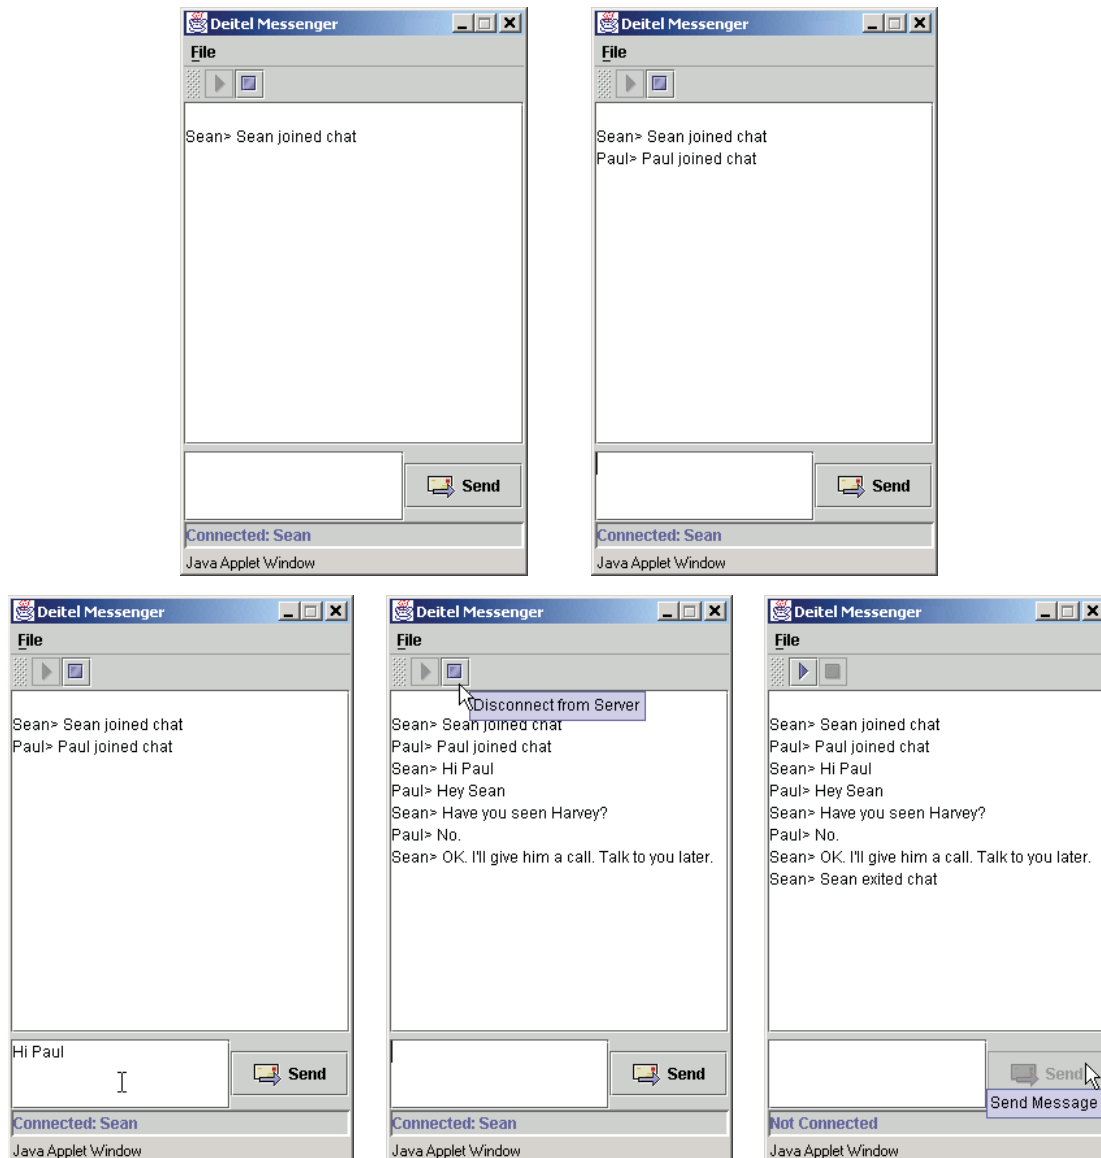 Deitel Messenger
File
Sean> Sean joined chat
Send
Connected: Sean
Java Applet Window
Deitel Messenger
File
Sean> Sean joined chat
Paul> Paul joined chat
Send
Connected: Sean
Java Applet Window
Deitel Messenger
File
Sean> Sean joined chat
Paul> Paul joined chat
Hi Paul
Send
Connected: Sean
Java Applet Window
Deitel Messenger
File
Disconnect from Server
Sean> Sean joined chat
Paul> Paul joined chat
Sean> Hi Paul
Paul> Hey Sean
Sean> Have you seen Harvey?
Paul> No.
Sean> OK. I'll give him a call. Talk to you later.
Send
Connected: Sean
Java Applet Window
Deitel Messenger
File
Sean> Sean joined chat
Paul> Paul joined chat
Sean> Hi Paul
Paul> Hey Sean
Sean> Have you seen Harvey?
Paul> No.
Sean> OK. I'll give him a call. Talk to you later.
Sean> Sean exited chat
Send
Send Message
Not Connected
Java Applet Window